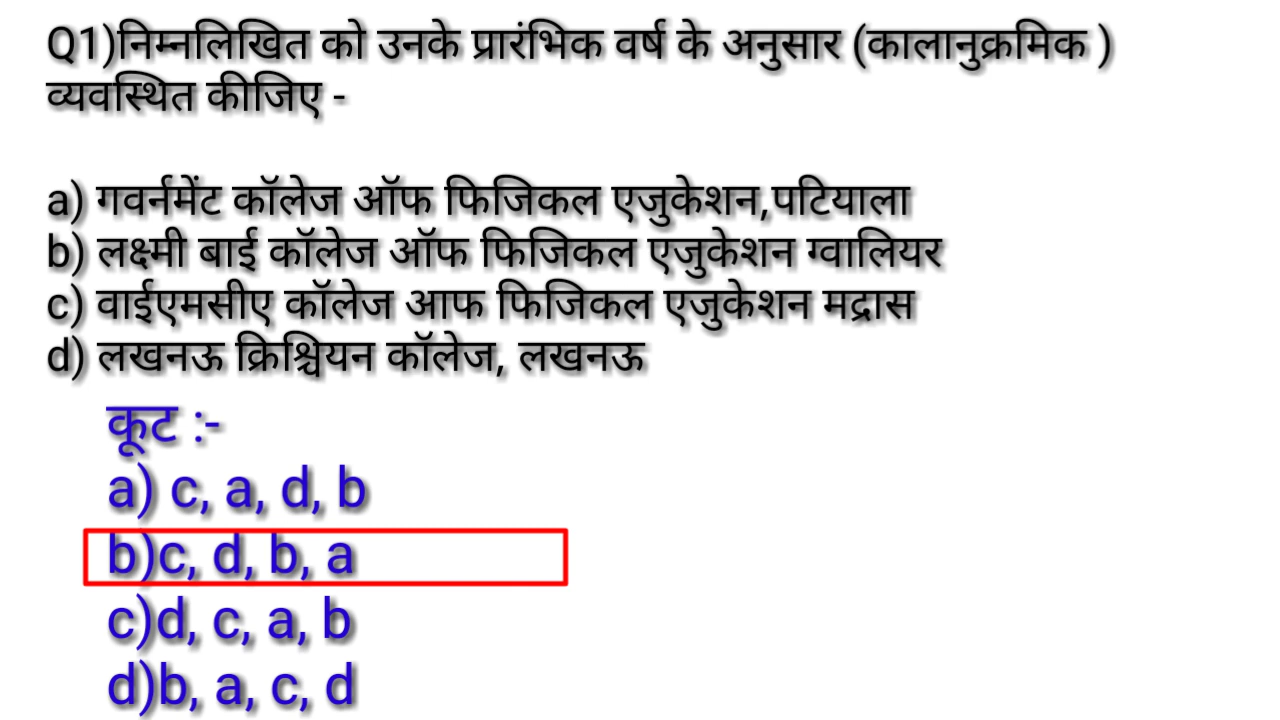 Q1)निम्नलिखित को उनके प्रारंभिक वर्ष के अनुसार (कालानुक्रमिक )
व्यवस्थित कीजिए -
a) गवर्नमेंट कॉलेज ऑफ फिजिकल एजुकेशन,पटियाला
b) लक्ष्मी बाई कॉलेज ऑफ फिजिकल एजुकेशन ग्वालियर
c) वाईएमसीए कॉलेज आफ फिजिकल एजुकेशन मद्रास
d) लखनऊ क्रिश्चियन कॉलेज, लखनऊ
कूट :-
a) c, a, d, b
b)c, d, b, a
c)d, c, a, b
d)b, a, c, d